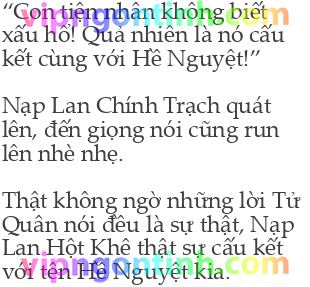 “Con tiện nhân không biết
xấu hổ! Quả nhiên là nó cấu
kết cùng với Hề Nguyệt!”
Nạp Lan Chính Trạch quát
lên, đến giọng nói cũng run
lên nhè nhẹ.
Thật không ngờ những lời Tử
Quân nói đều là sự thật, Nạp
Lan Hột Khê thật sự cấu kết
với tên Hề Nguyệt kia.
vipngontinh.com
vipngontinh.com